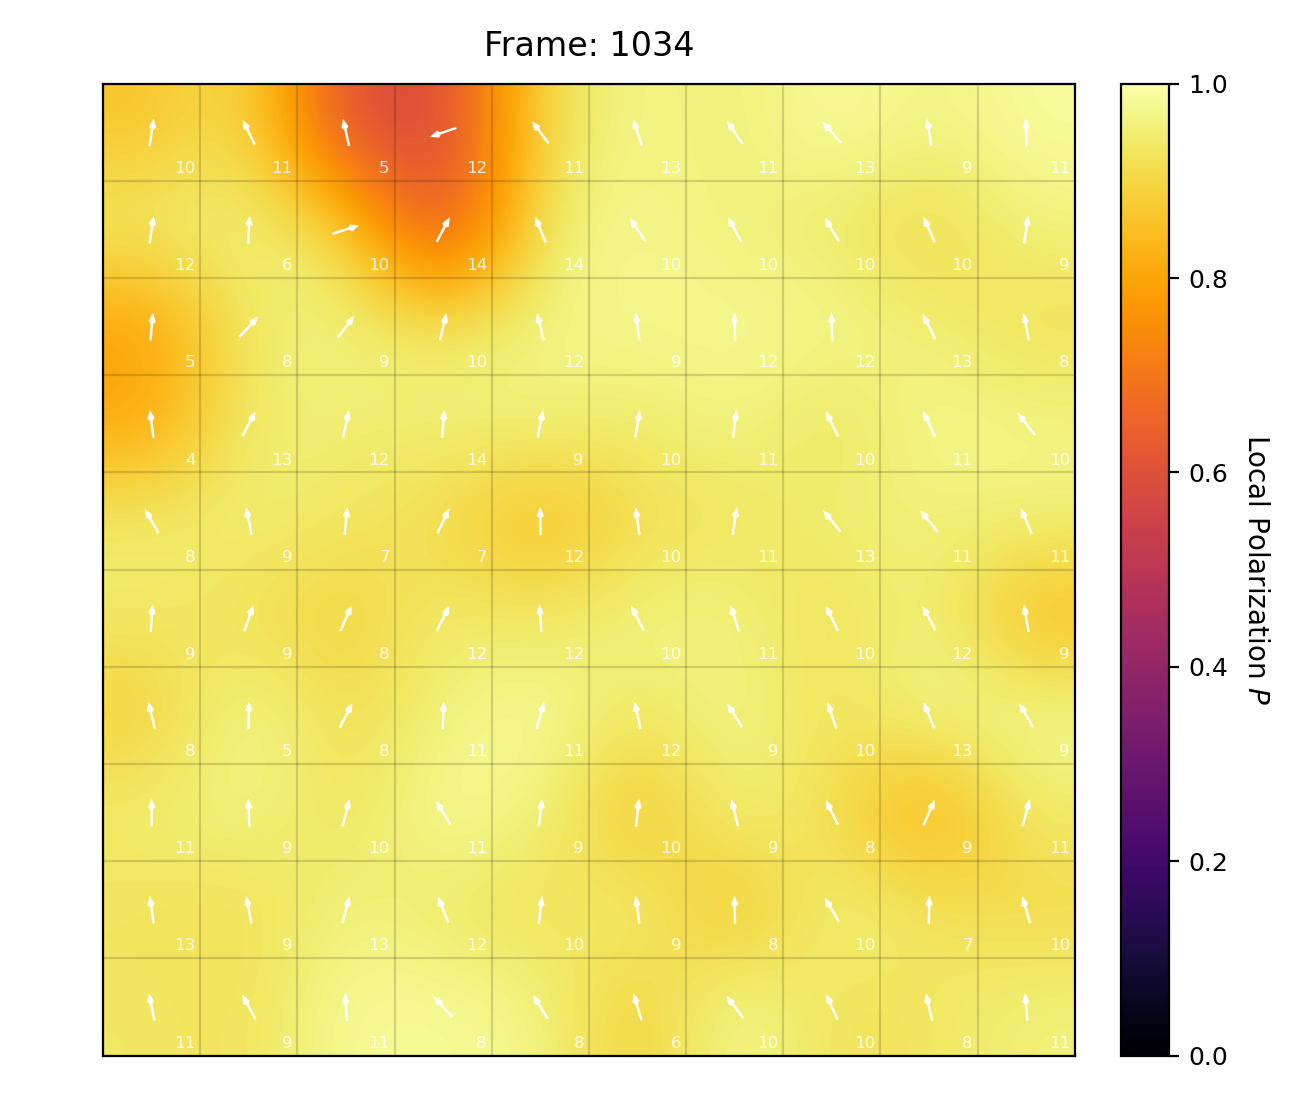 Frame: 1034
10 11 5 12 11 13 11 13 9 11
12 6 10 14 14 10 10 10 10 9
5 8 9 10 12 9 12 12 13 8
4 13 12 14 9 10 11 10 11 10
8 9 7 7 12 10 11 13 11 11
9 9 8 12 12 10 11 10 12 9
8 5 8 11 11 12 9 10 13 9
11 9 10 11 9 10 9 8 9 11
13 9 13 12 10 9 8 10 7 10
11 9 11 8 8 6 10 10 8 11
1.0
0.8
0.6
0.4
0.2
0.0
Local Polarization P